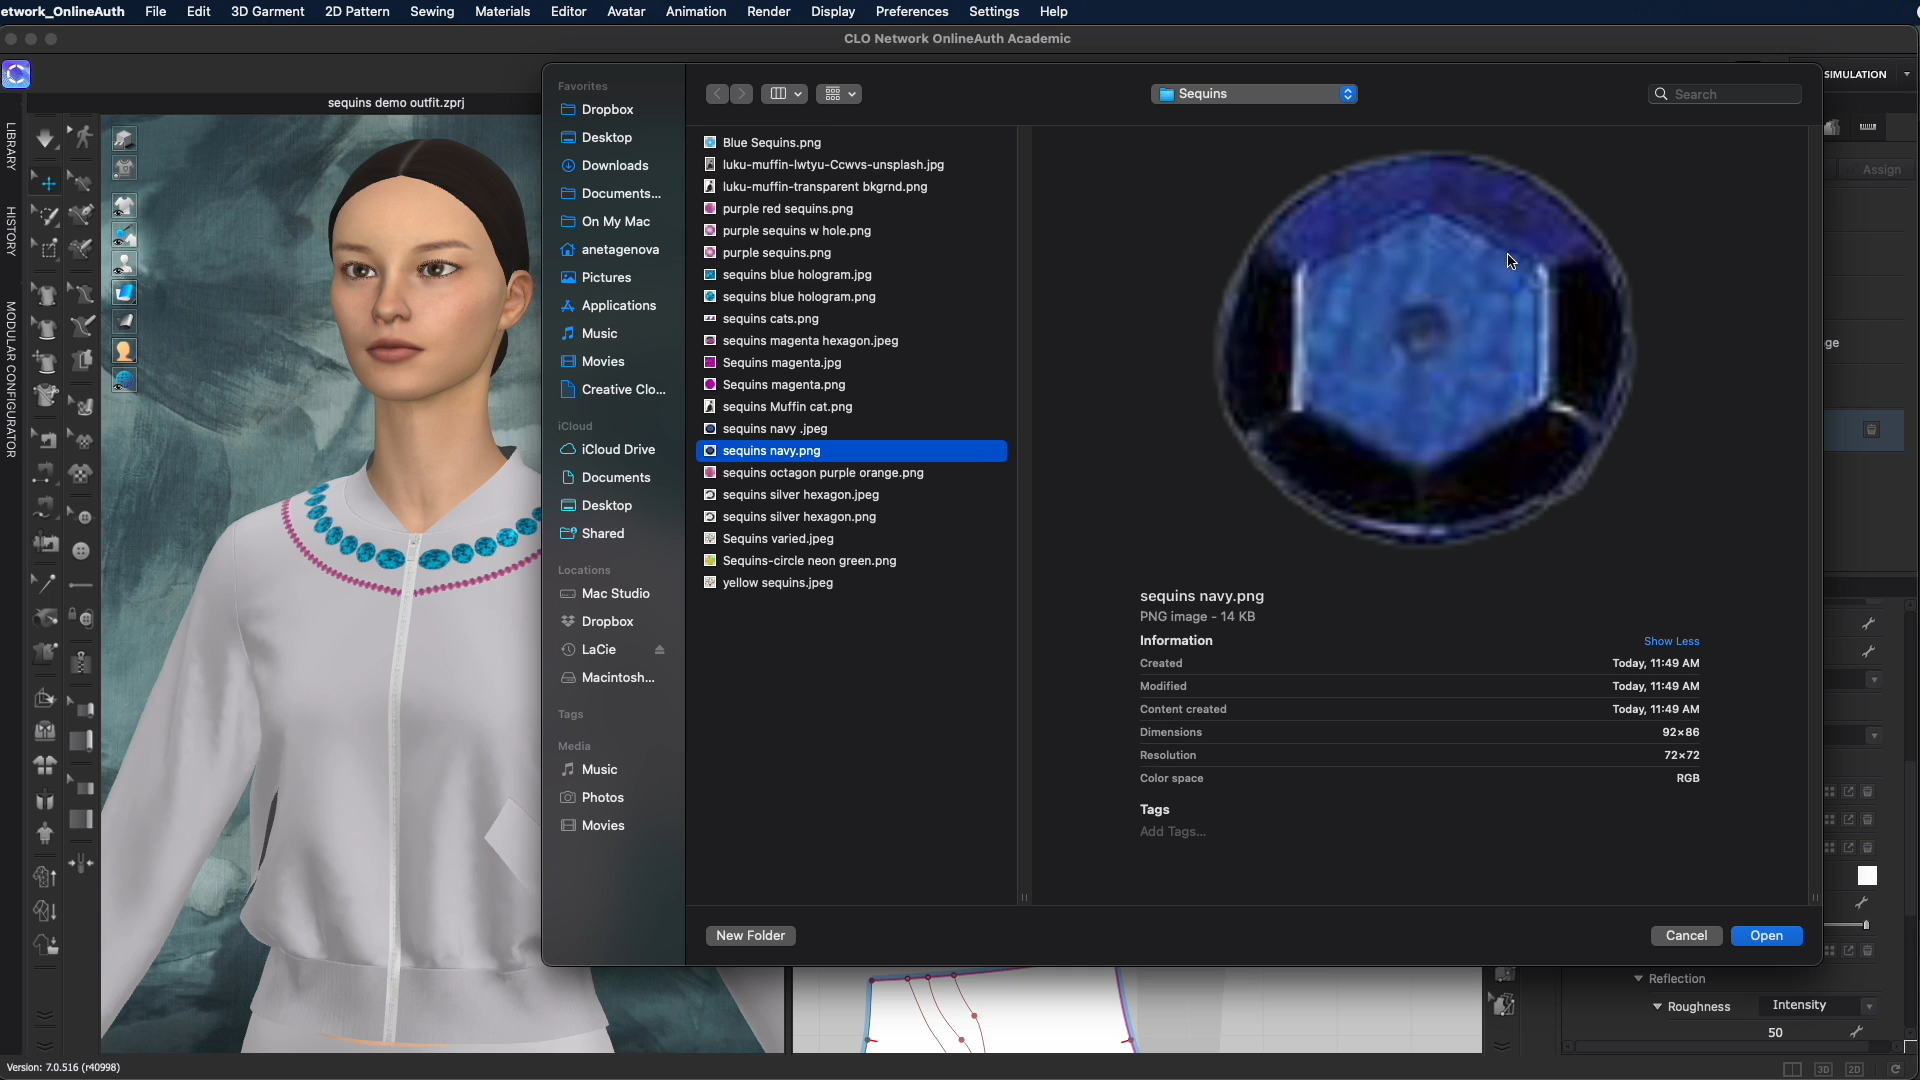 etwork_OnlineAuth File Edit 3D Garment 2D Pattern Sewing Materials Editor Avatar Animation Render Display Preferences Settings Help
CLO Network OnlineAuth Academic
SIMULATION
sequins demo outfit.zprj
LIBRARY
HISTORY
MODULAR CONFIGURATOR
Favorites
Dropbox
Desktop
Downloads
Documents...
On My Mac
anetagenova
Pictures
Applications
Music
Movies
Creative Clo...
iCloud
iCloud Drive
Documents
Desktop
Shared
Locations
Mac Studio
Dropbox
LaCie
Macintosh...
Tags
Media
Music
Photos
Movies
Sequins
Search
Blue Sequins.png
luku-muffin-lwtyu-Ccwvs-unsplash.jpg
luku-muffin-transparent bkgrnd.png
purple red sequins.png
purple sequins w hole.png
purple sequins.png
sequins blue hologram.jpg
sequins blue hologram.png
sequins cats.png
sequins magenta hexagon.jpeg
Sequins magenta.jpg
Sequins magenta.png
sequins Muffin cat.png
sequins navy .jpeg
sequins navy.png
sequins octagon purple orange.png
sequins silver hexagon.jpeg
sequins silver hexagon.png
Sequins varied.jpeg
Sequins-circle neon green.png
yellow sequins.jpeg
sequins navy.png
PNG image - 14 KB
Information Show Less
Created Today, 11:49 AM
Modified Today, 11:49 AM
Content created Today, 11:49 AM
Dimensions 92×86
Resolution 72×72
Color space RGB
Tags
Add Tags...
New Folder Cancel Open
Assign
ge
Reflection
Roughness Intensity
50
Version: 7.0.516 (r40998)
3D 2D